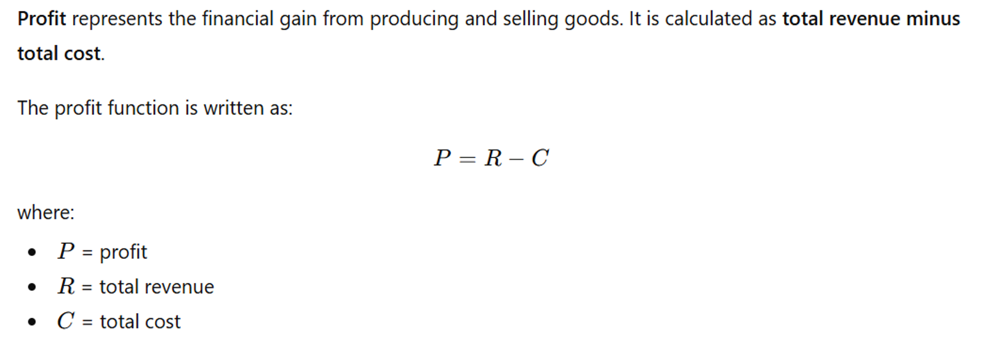 Profit represents the financial gain from producing and selling goods. It is calculated as total revenue minus
total cost.
The profit function is written as:
P = R − C
where:
• P = profit
• R = total revenue
• C = total cost